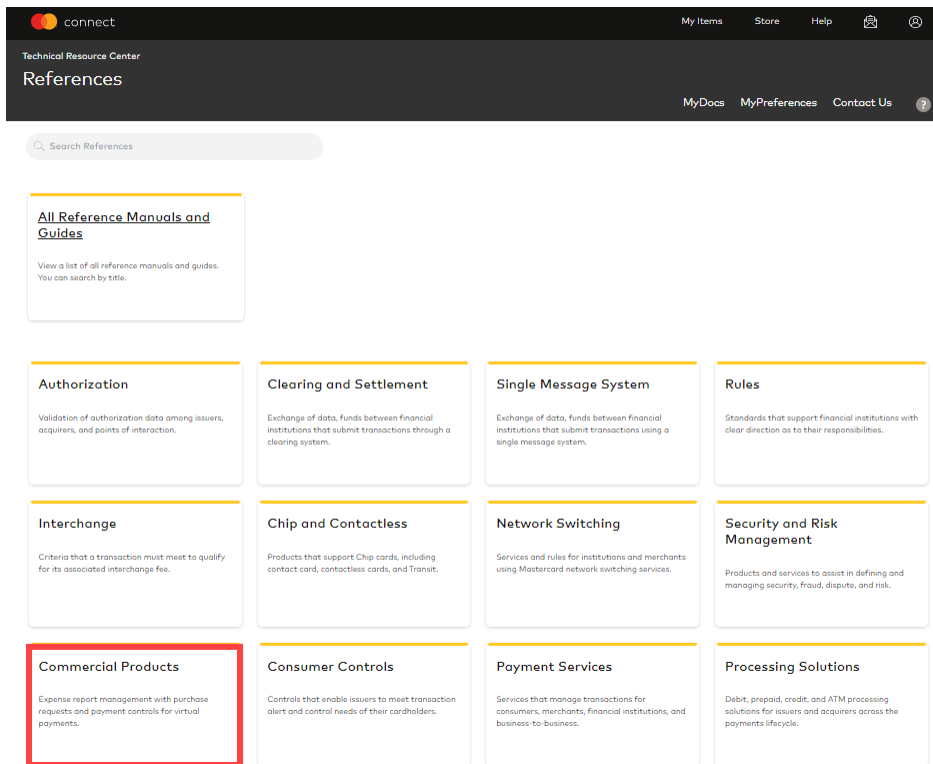 connect
My Items
Store
Help
Technical Resource Center
References
MyDocs
MyPreferences
Contact Us
?
Search References
All Reference Manuals and
Guides
View a list of all reference manuals and guides.
You can search by title.
Authorization
Validation of authorization data among issuers,
acquirers, and points of interaction.
Clearing and Settlement
Exchange of data, funds between financial
institutions that submit transactions through a
clearing system.
Single Message System
Exchange of data, funds between financial
institutions that submit transactions using a
single message system.
Rules
Standards that support financial institutions with
clear direction as to their responsibilities.
Interchange
Criteria that a transaction must meet to qualify
for its associated interchange fee.
Chip and Contactless
Products that support Chip cards, including
contact card, contactless cards, and Transit.
Network Switching
Services and rules for institutions and merchants
using Mastercard network switching services.
Security and Risk
Management
Products and services to assist in defining and
managing security, fraud, dispute, and risk.
Commercial Products
Expense report management with purchase
requests and payment controls for virtual
payments.
Consumer Controls
Controls that enable issuers to meet transaction
alert and control needs of their cardholders.
Payment Services
Services that manage transactions for
consumers, merchants, financial institutions, and
business-to-business.
Processing Solutions
Debit, prepaid, credit, and ATM processing
solutions for issuers and acquirers across the
payments lifecycle.